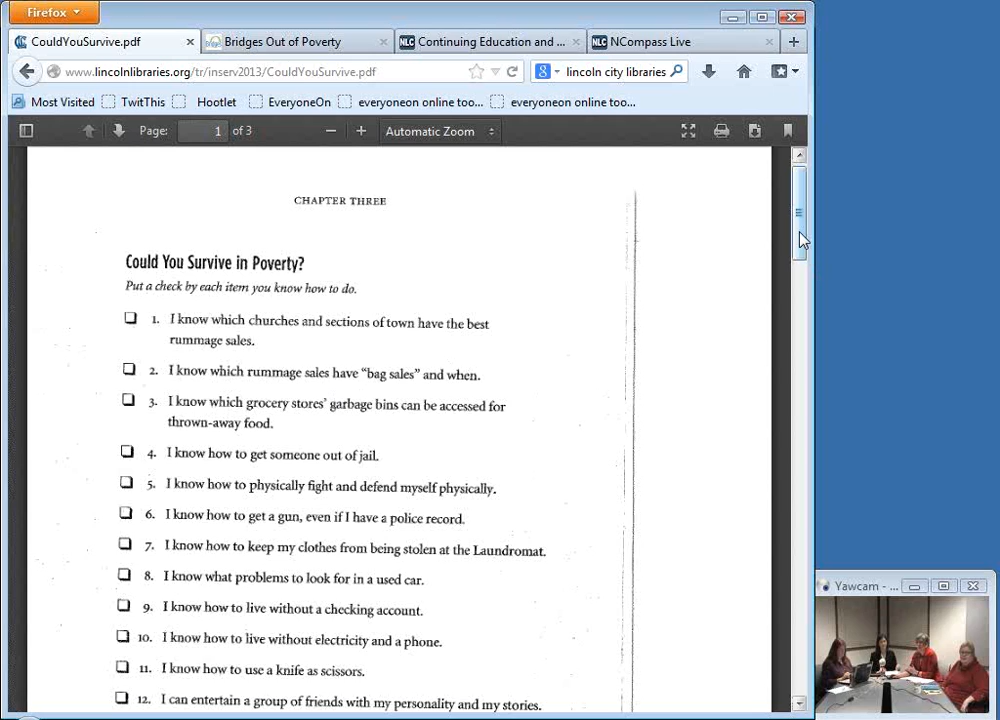 Firefox
CouldYouSurvive.pdf
Bridges Out of Poverty
NLC Continuing Education and ...
NLC NCompass Live
www.lincolnlibraries.org/tr/inserv2013/CouldYouSurvive.pdf
8 lincoln city libraries
Most Visited TwitThis Hootlet EveryoneOn everyoneon online too... everyoneon online too...
Page: 1 of 3
Automatic Zoom
CHAPTER THREE
Could You Survive in Poverty?
Put a check by each item you know how to do.
1. I know which churches and sections of town have the best
rummage sales.
2. I know which rummage sales have “bag sales” and when.
3. I know which grocery stores’ garbage bins can be accessed for
thrown-away food.
4. I know how to get someone out of jail.
5. I know how to physically fight and defend myself physically.
6. I know how to get a gun, even if I have a police record.
7. I know how to keep my clothes from being stolen at the Laundromat.
8. I know what problems to look for in a used car.
9. I know how to live without a checking account.
10. I know how to live without electricity and a phone.
11. I know how to use a knife as scissors.
12. I can entertain a group of friends with my personality and my stories.
Yawcam - ...